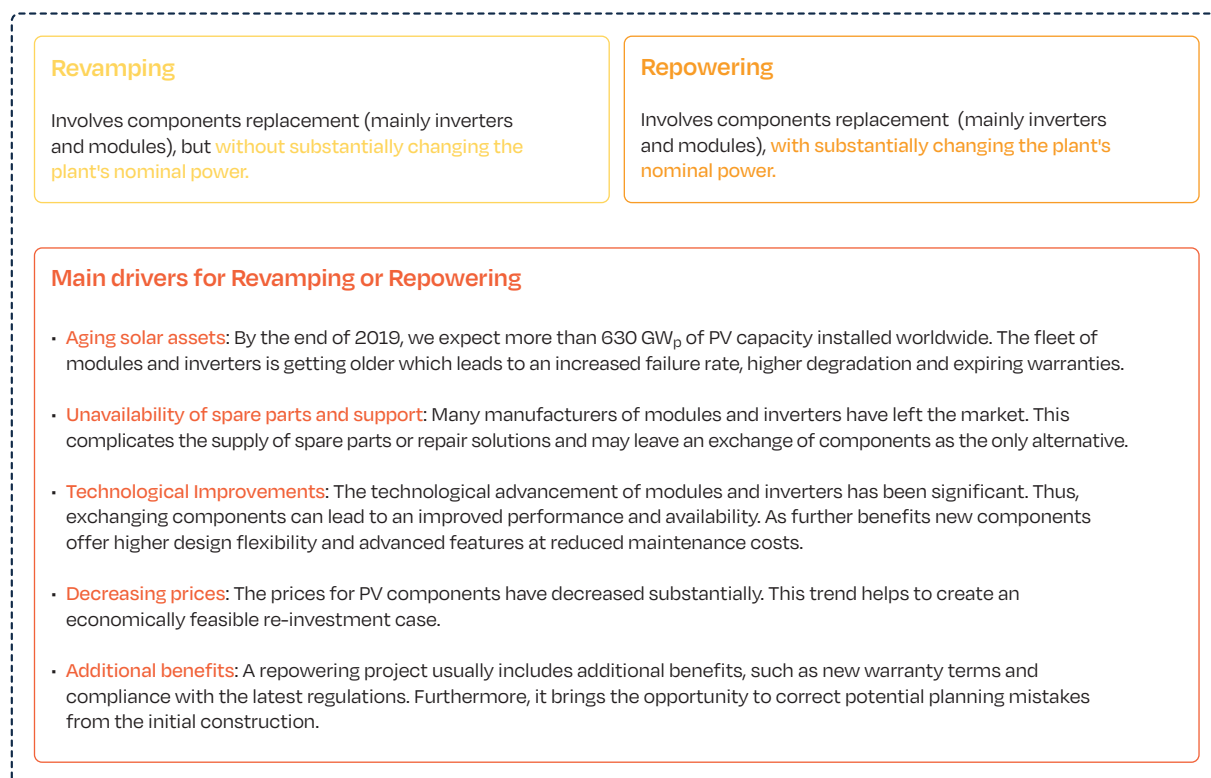 Revamping
Involves components replacement (mainly inverters
and modules), but without substantially changing the
plant's nominal power.
Repowering
Involves components replacement  (mainly inverters
and modules), with substantially changing the plant's
nominal power.
Main drivers for Revamping or Repowering
• Aging solar assets: By the end of 2019, we expect more than 630 GWp of PV capacity installed worldwide. The fleet of
modules and inverters is getting older which leads to an increased failure rate, higher degradation and expiring warranties.
• Unavailability of spare parts and support: Many manufacturers of modules and inverters have left the market. This
complicates the supply of spare parts or repair solutions and may leave an exchange of components as the only alternative.
• Technological Improvements: The technological advancement of modules and inverters has been significant. Thus,
exchanging components can lead to an improved performance and availability. As further benefits new components
offer higher design flexibility and advanced features at reduced maintenance costs.
• Decreasing prices: The prices for PV components have decreased substantially. This trend helps to create an
economically feasible re-investment case.
• Additional benefits: A repowering project usually includes additional benefits, such as new warranty terms and
compliance with the latest regulations. Furthermore, it brings the opportunity to correct potential planning mistakes
from the initial construction.